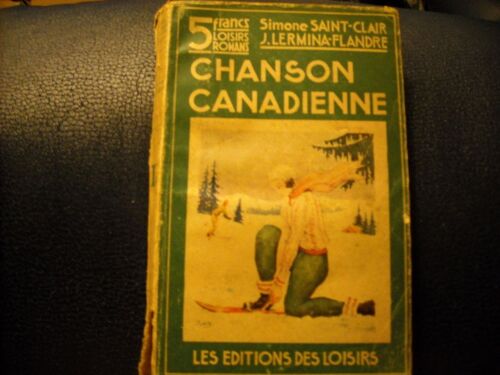 5 francs
LOISIRS
ROMANS
Simone SAINT-CLAIR
J. LERMINA-FLANDRE
CHANSON
CANADIENNE
LES EDITIONS DES LOISIRS